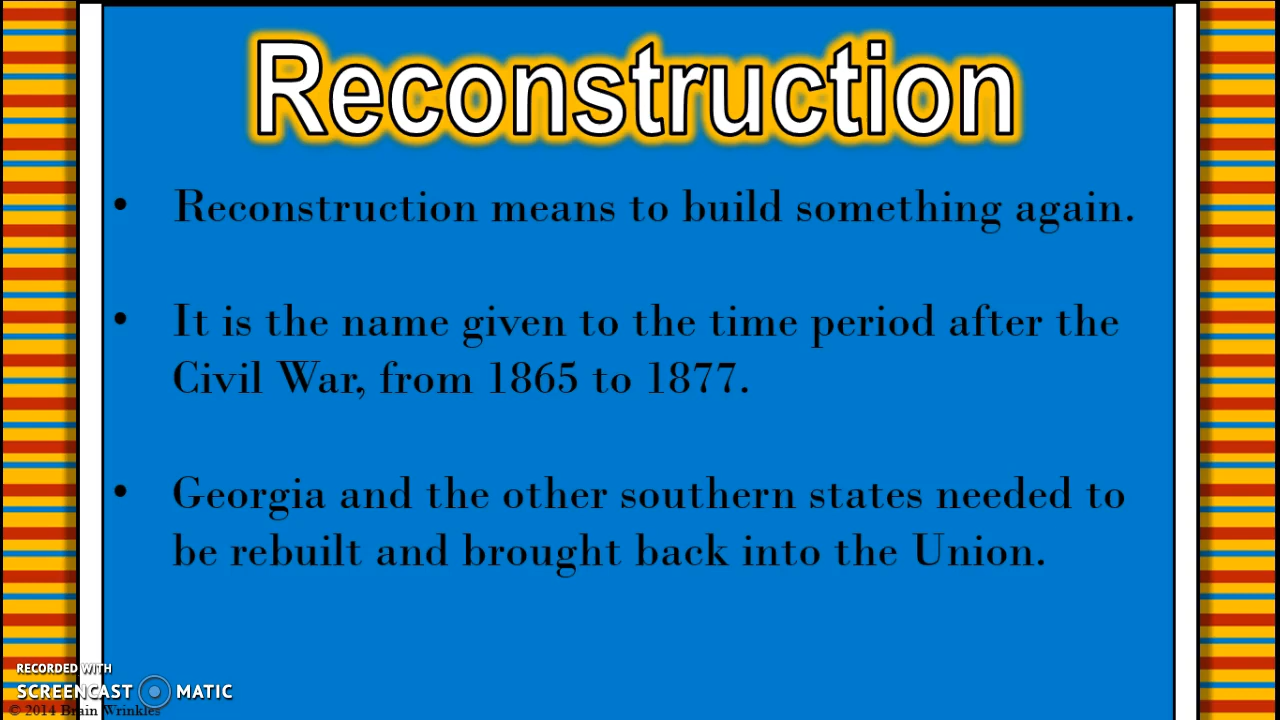 Reconstruction
• Reconstruction means to build something again.
• It is the name given to the time period after the
Civil War, from 1865 to 1877.
• Georgia and the other southern states needed to
be rebuilt and brought back into the Union.
RECORDED WITH
SCREENCAST MATIC
© 2014 Brain Wrinkles